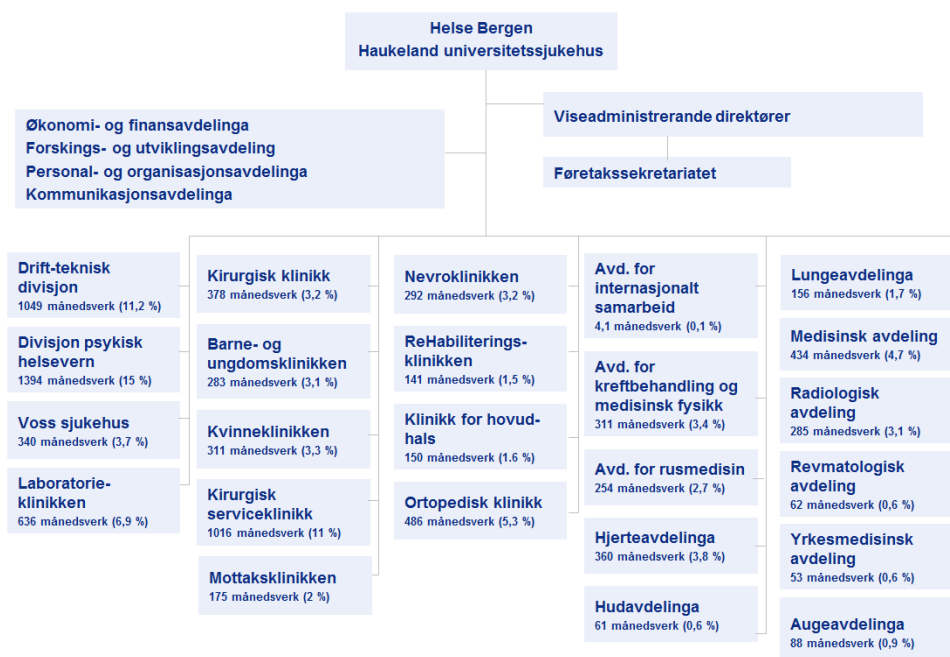 Helse Bergen
Haukeland universitetssjukehus
Økonomi- og finansavdelinga
Forskings- og utviklingsavdeling
Personal- og organisasjonsavdelinga
Kommunikasjonsavdelinga
Viseadministrerande direktører
Føretakssekretariatet
Drift-teknisk
divisjon
1049 månedsverk (11,2 %)
Divisjon psykisk
helsevern
1394 månedsverk (15 %)
Voss sjukehus
340 månedsverk (3,7 %)
Laboratorie-
klinikken
636 månedsverk (6,9 %)
Kirurgisk klinikk
378 månedsverk (3,2 %)
Barne- og
ungdomsklinikken
283 månedsverk (3,1 %)
Kvinneklinikken
311 månedsverk (3,3 %)
Kirurgisk
serviceklinikk
1016 månedsverk (11 %)
Mottaksklinikken
175 månedsverk (2 %)
Nevroklinikken
292 månedsverk (3,2 %)
ReHabiliterings-
klinikken
141 månedsverk (1,5 %)
Klinikk for hovud-
hals
150 månedsverk (1.6 %)
Ortopedisk klinikk
486 månedsverk (5,3 %)
Avd. for
internasjonalt
samarbeid
4,1 månedsverk (0,1 %)
Avd. for
kreftbehandling og
medisinsk fysikk
311 månedsverk (3,4 %)
Avd. for rusmedisin
254 månedsverk (2,7 %)
Hjerteavdelinga
360 månedsverk (3,8 %)
Hudavdelinga
61 månedsverk (0,6 %)
Lungeavdelinga
156 månedsverk (1,7 %)
Medisinsk avdeling
434 månedsverk (4,7 %)
Radiologisk
avdeling
285 månedsverk (3,1 %)
Revmatologisk
avdeling
62 månedsverk (0,6 %)
Yrkesmedisinsk
avdeling
53 månedsverk (0,6 %)
Augeavdelinga
88 månedsverk (0,9 %)